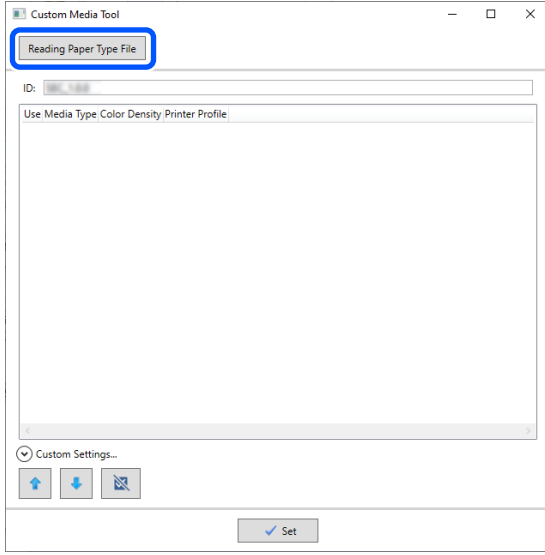 Custom Media Tool
Reading Paper Type File
ID:
Use Media Type Color Density Printer Profile
Custom Settings...
Set